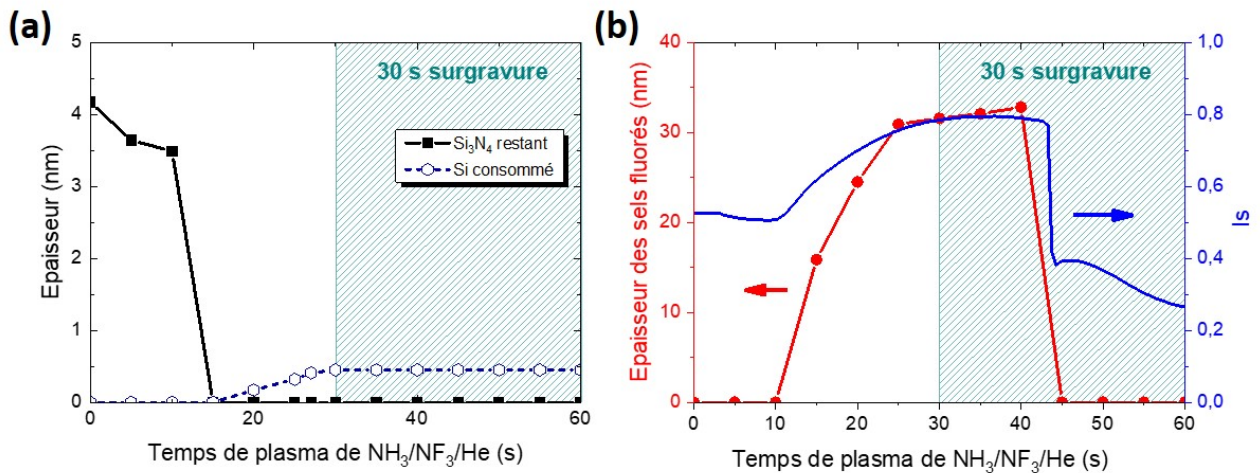 (a)
Epaisseur (nm)
5
4
3
2
1
0
0
20
40
60
30 s surgravure
Si₃N₄ restant
Si consommé
Temps de plasma de NH₃/NF₃/He (s)
(b)
Epaisseur des sels fluorés (nm)
40
30
20
10
0
0
10
20
30
40
50
60
30 s surgravure
1,0
0,8
0,6
0,4
0,2
0,0
Is
Temps de plasma de NH₃/NF₃/He (s)